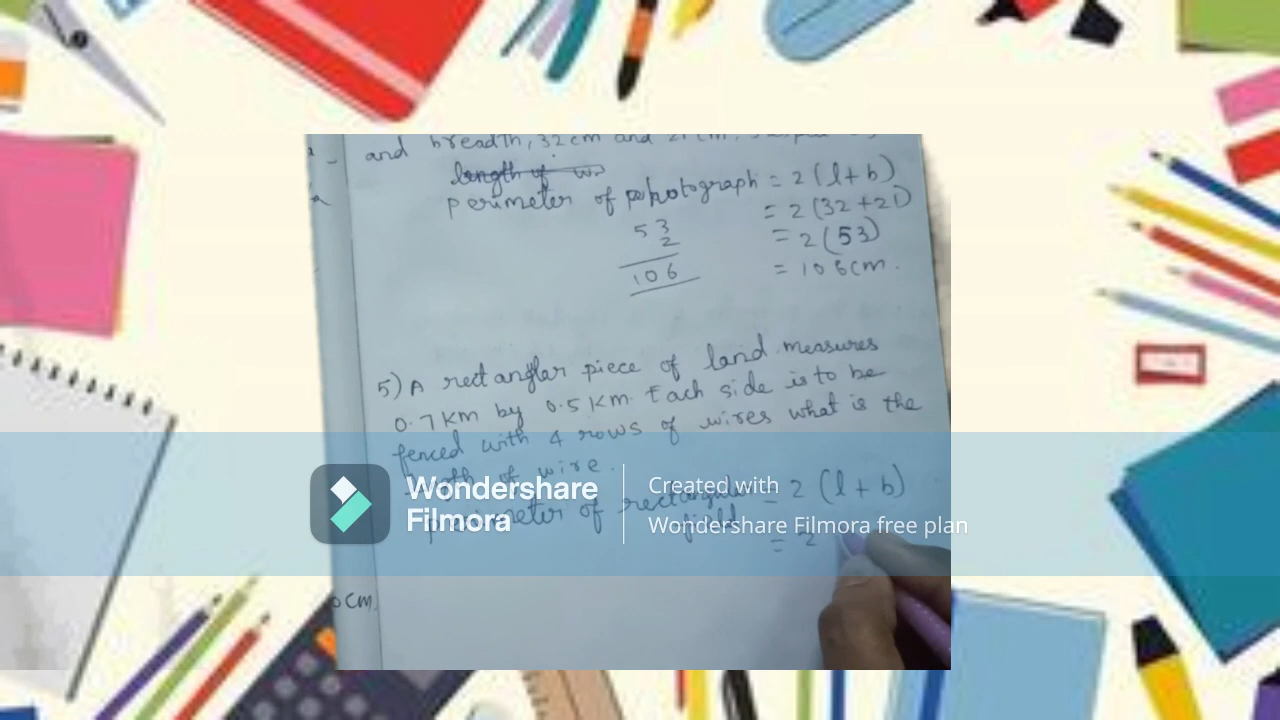 and breadth, 32 cm and 21 cm,
length of w
perimeter of photograph = 2 (l + b)
= 2 (32 + 21)
53
= 2 (53)
2
106
= 106 cm.
5) A rectangler piece of land measures
0.7 km by 0.5 km. Each side is to be
fenced with 4 rows of wires what is the
of wire.
perimeter of rectangular = 2 (l + b)
field
= 2
0 cm.
Wondershare
Filmora
Created with
Wondershare Filmora free plan